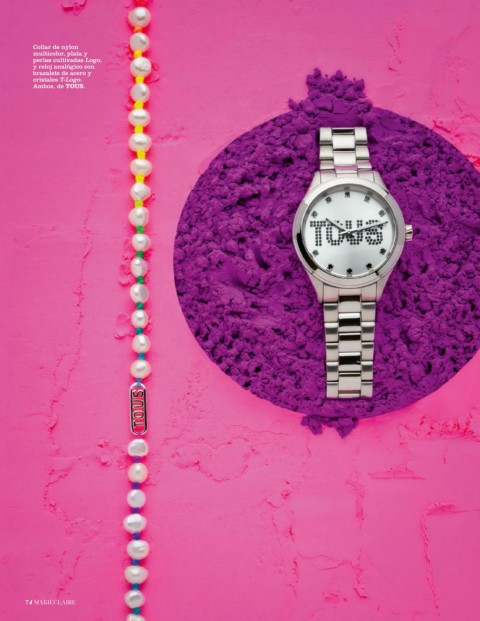 Collar de nylon
multicolor, plata y
perlas cultivadas Logo,
y reloj analógico con
brazalete de acero y
cristales T-Logo.
Ambos, de TOUS.
TOUS
TOUS
74 MARIE CLAIRE